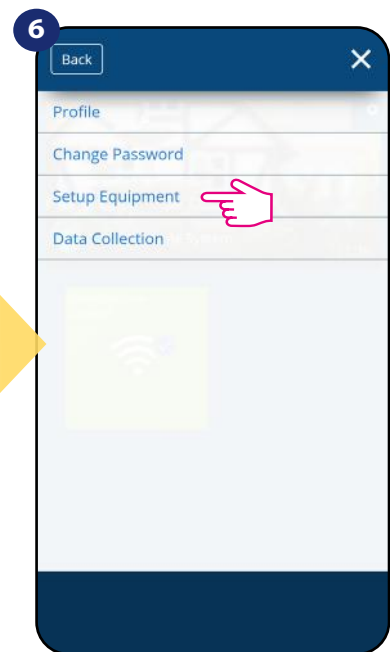 6
Back
Profile
Change Password
Setup Equipment
Data Collection